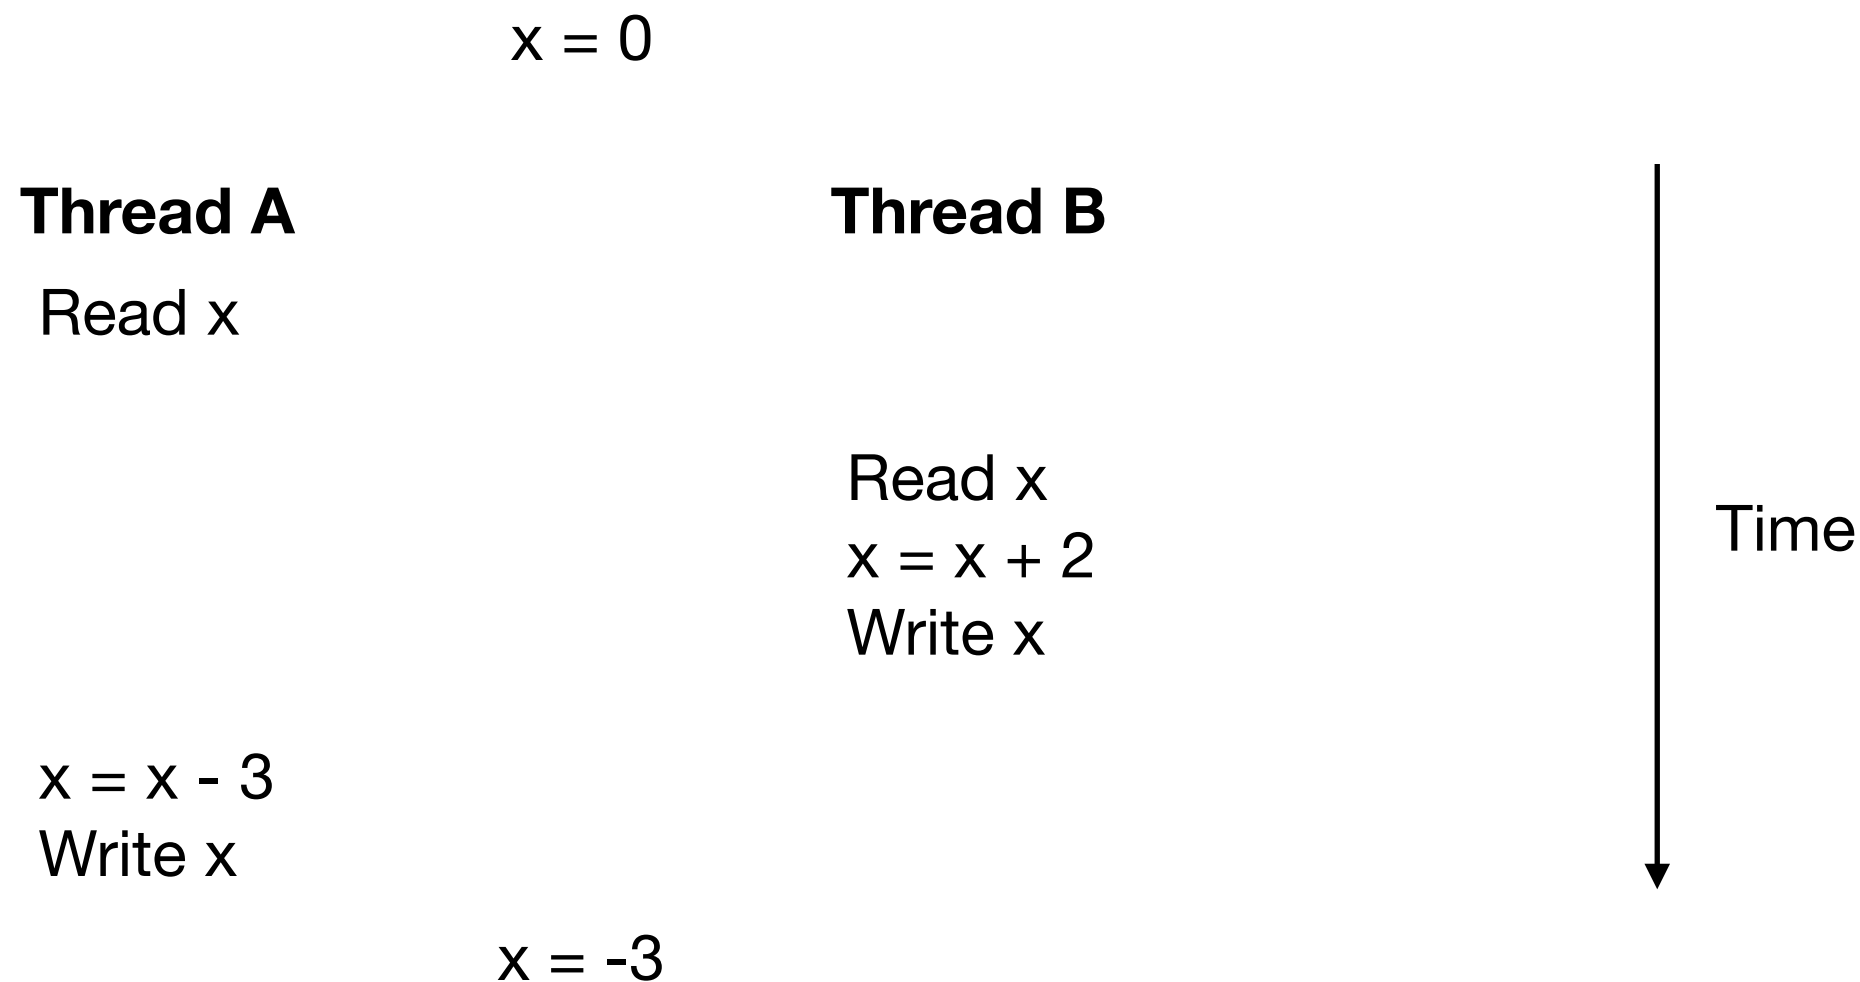 x = 0
Thread A
Thread B
Read x
Read x
x = x + 2
Write x
Time
x = x - 3
Write x
x = -3